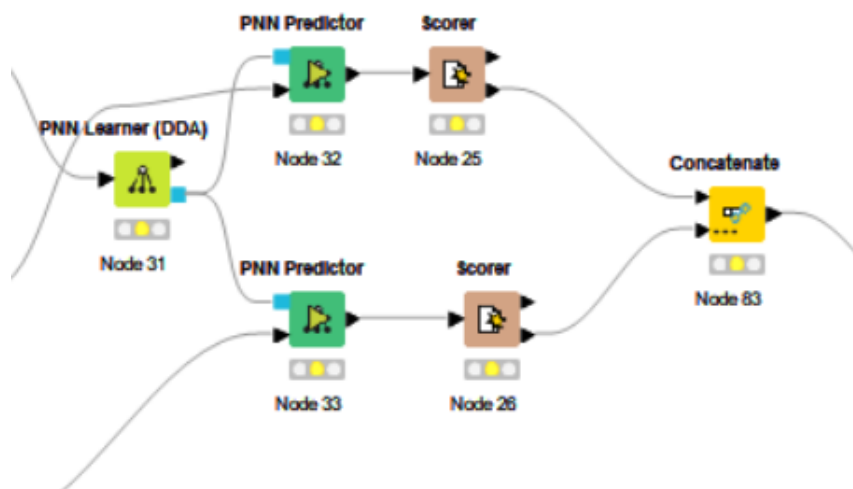 PNN Predictor
Scorer
PNN Learner (DDA)
Node 32
Node 25
Concatenate
Node 31
PNN Predictor
Scorer
Node 83
Node 33
Node 26